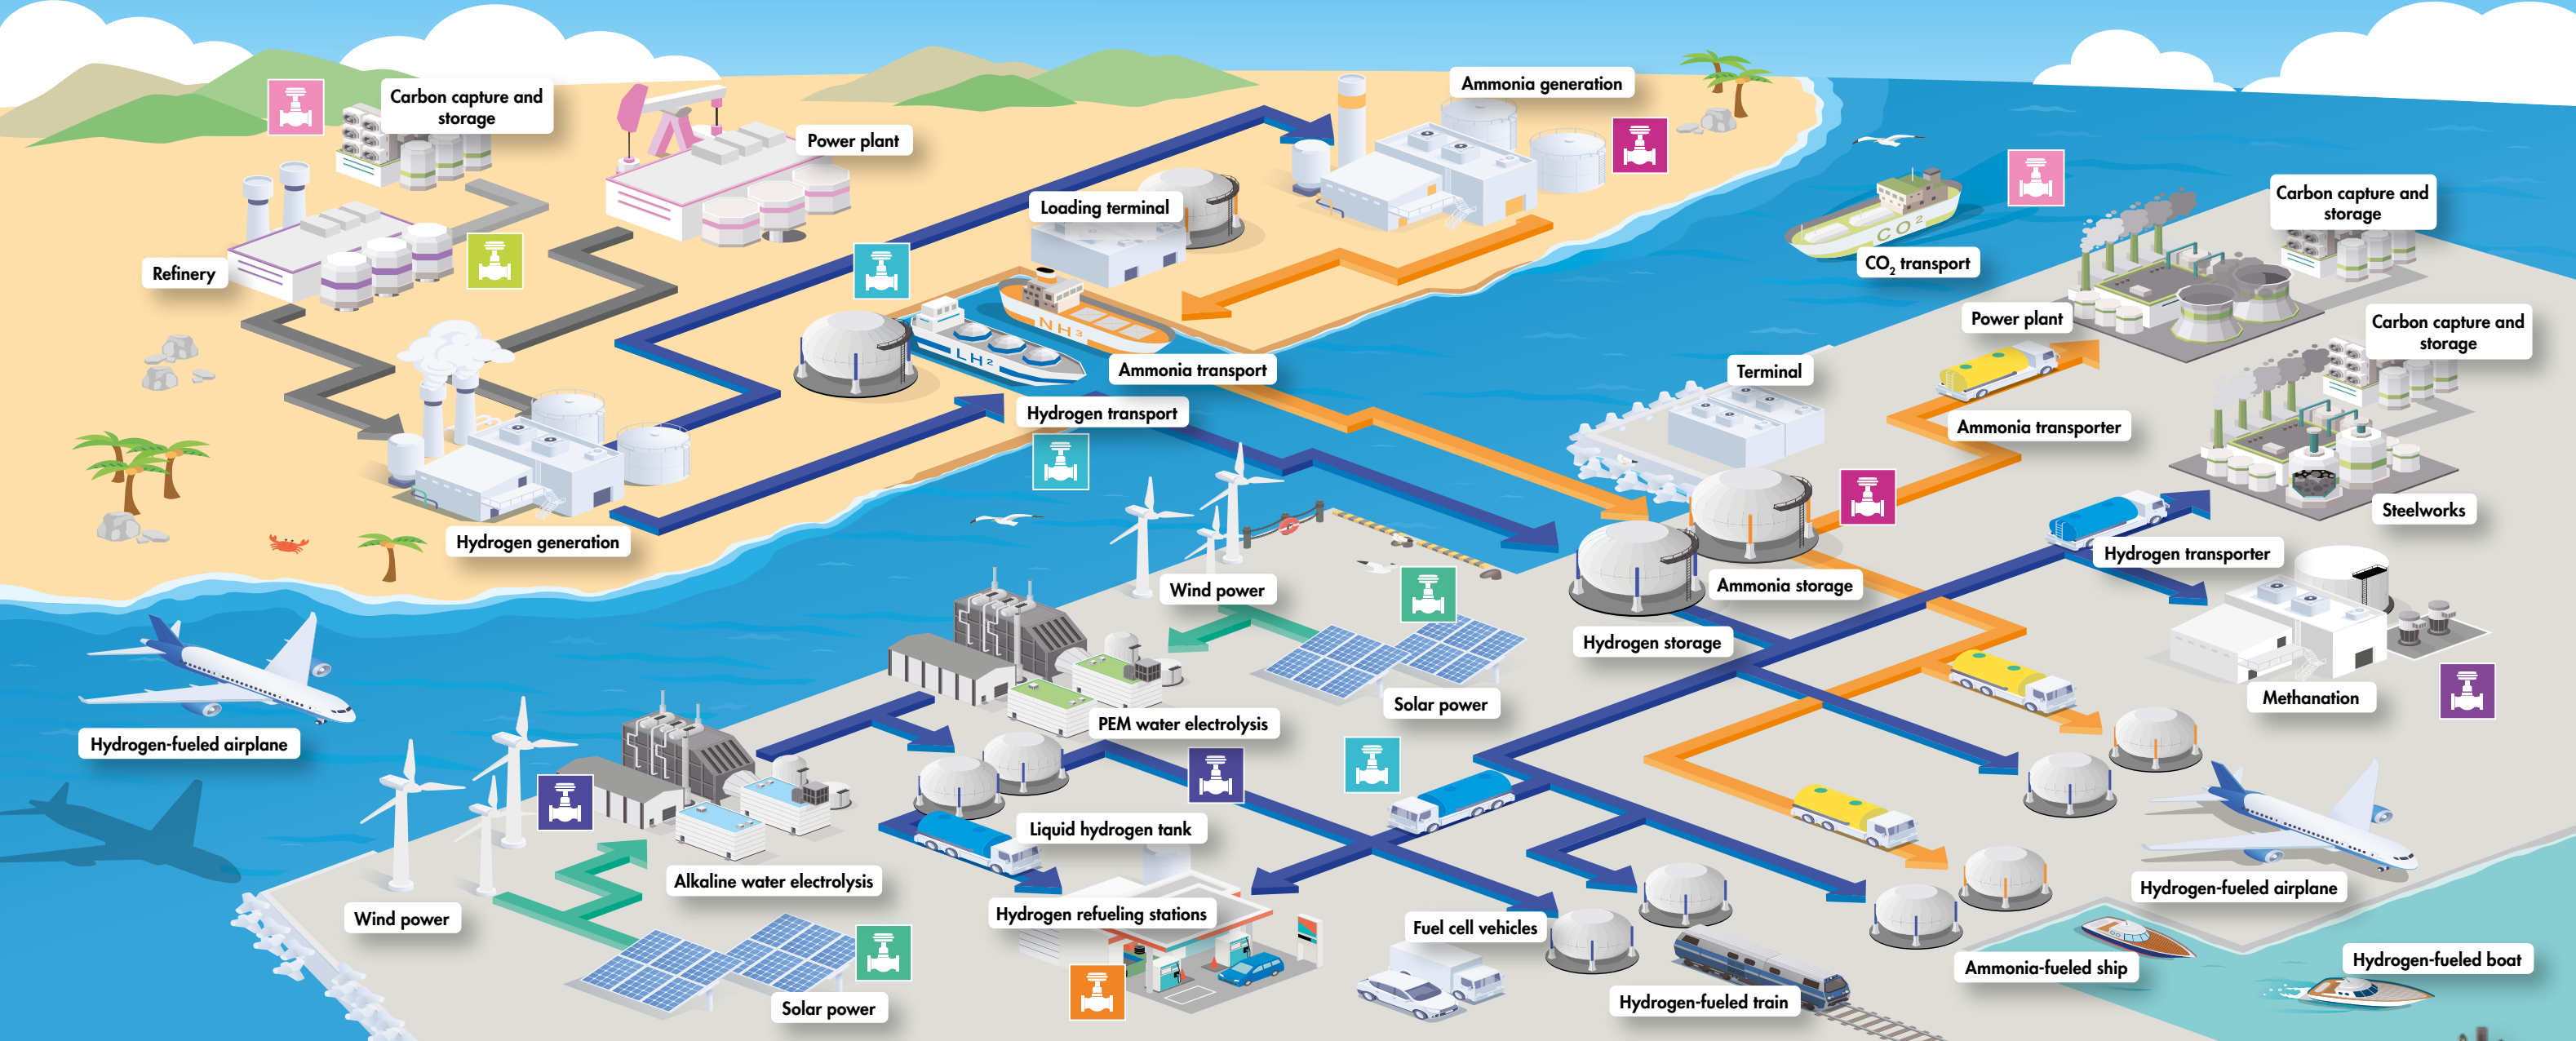 Carbon capture and
storage
Power plant
Ammonia generation
Loading terminal
Refinery
CO2
CO2 transport
Carbon capture and
storage
Power plant
Carbon capture and
storage
NH3
LH2
Ammonia transport
Hydrogen transport
Terminal
Ammonia transporter
Steelworks
Hydrogen generation
Hydrogen transporter
Wind power
Ammonia storage
Hydrogen storage
Solar power
Methanation
PEM water electrolysis
Hydrogen-fueled airplane
Liquid hydrogen tank
Alkaline water electrolysis
Hydrogen-fueled airplane
Wind power
Hydrogen refueling stations
Fuel cell vehicles
Ammonia-fueled ship
Hydrogen-fueled boat
Solar power
Hydrogen-fueled train